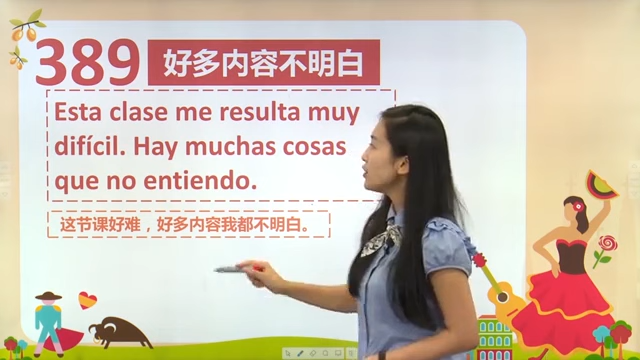 389 好多内容不明白
Esta clase me resulta muy
difícil. Hay muchas cosas
que no entiendo.
这节课好难，好多内容我都不明白。